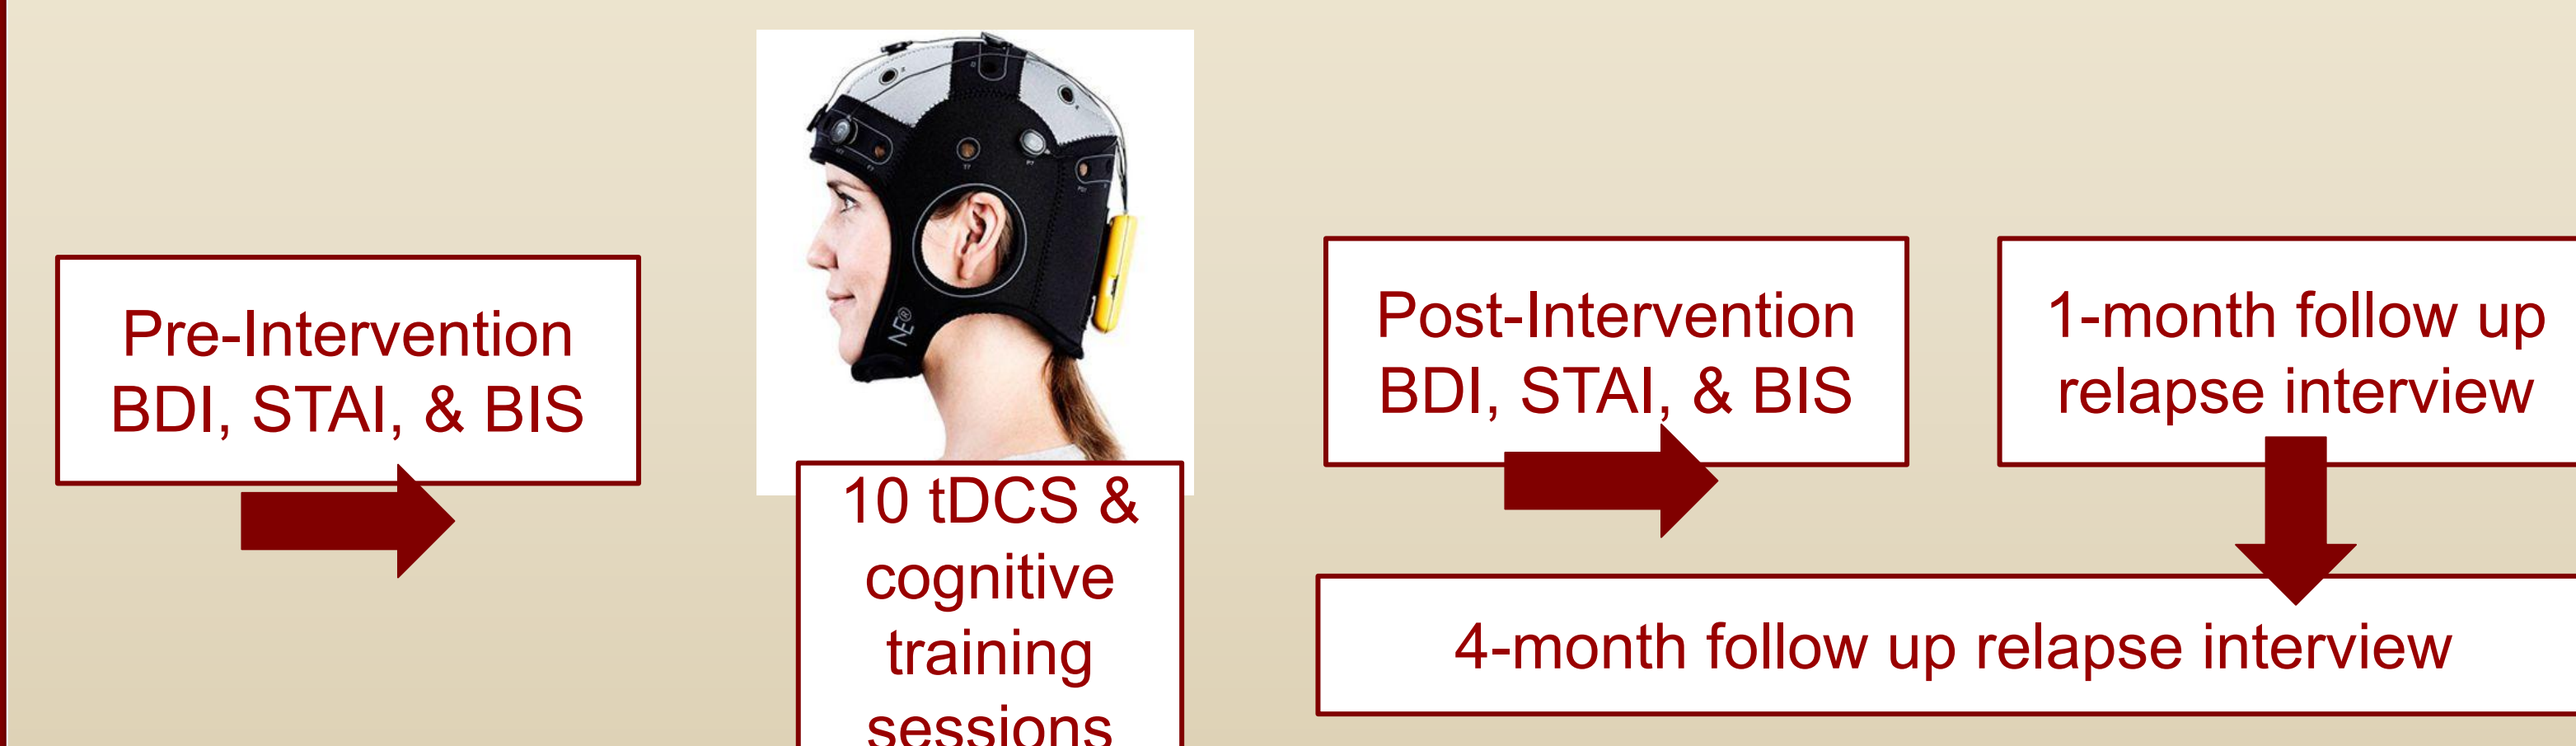 Pre-Intervention
BDI, STAI, & BIS
NE®
10 tDCS &
cognitive
training
sessions
Post-Intervention
BDI, STAI, & BIS
1-month follow up
relapse interview
4-month follow up relapse interview